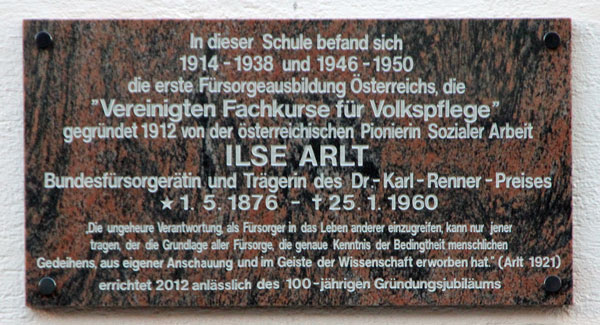 In dieser Schule befand sich
1914-1938 und 1946-1950
die erste Fürsorgeausbildung Österreichs, die
"Vereinigten Fachkurse für Volkspflege"
gegründet 1912 von der österreichischen Pionierin Sozialer Arbeit
ILSE ARLT
Bundesfürsorgerätin und Trägerin des Dr.-Karl-Renner-Preises
★ 1. 5. 1876 - † 25. 1. 1960
„Die ungeheure Verantwortung, als Fürsorger in das Leben anderer einzugreifen, kann nur jener
tragen, der die Grundlage aller Fürsorge, die genaue Kenntnis der Bedingtheit menschlichen
Gedeihens, aus eigener Anschauung und im Geiste der Wissenschaft erworben hat." (Arlt 1921)
errichtet 2012 anlässlich des 100-jährigen Gründungsjubiläums